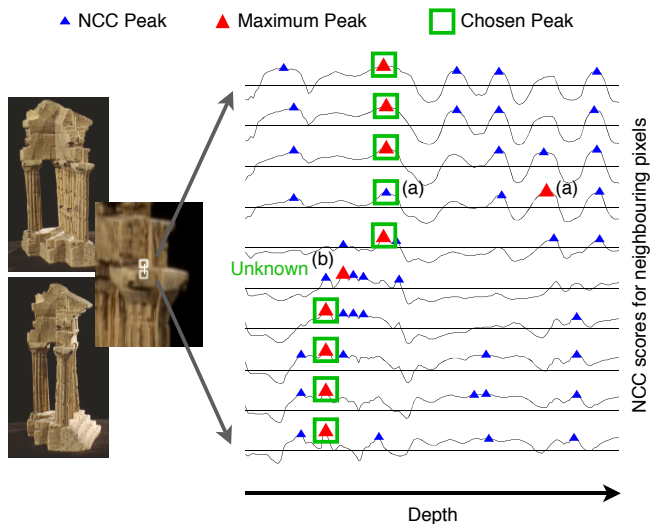 NCC Peak Maximum Peak Chosen Peak
(a) (a)
(b)
Unknown
NCC scores for neighbouring pixels
Depth